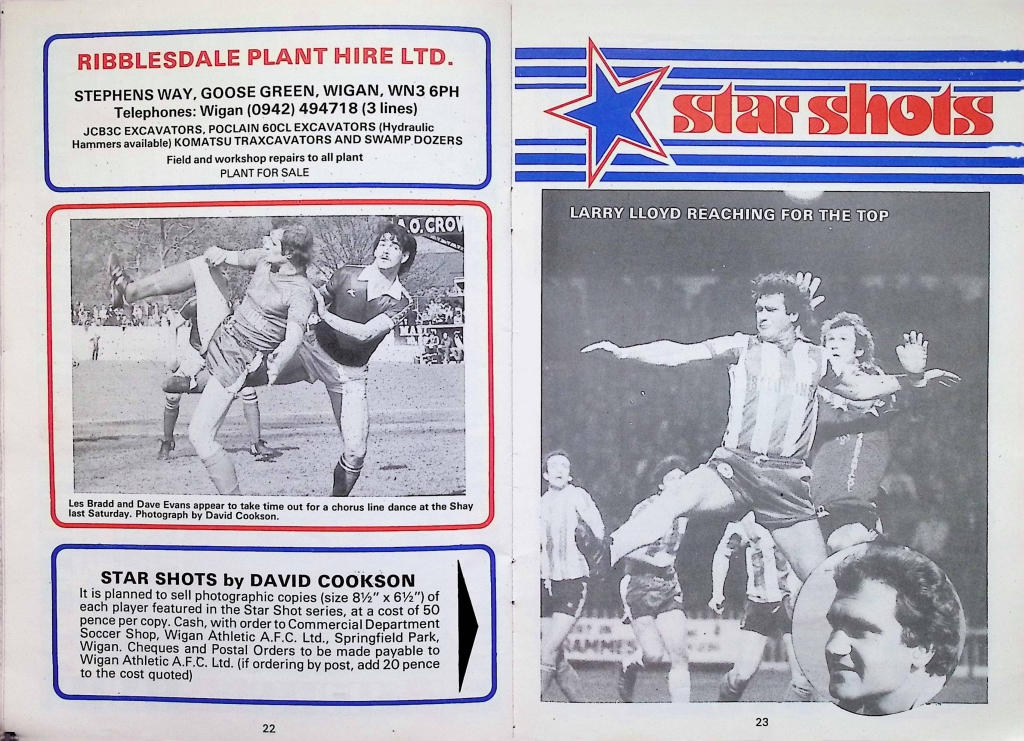 RIBBLESDALE PLANT HIRE LTD.
STEPHENS WAY, GOOSE GREEN, WIGAN, WN3 6PH
Telephones: Wigan (0942) 494718 (3 lines)
JCB3C EXCAVATORS, POCLAIN 60CL EXCAVATORS (Hydraulic
Hammers available) KOMATSU TRAXCAVATORS AND SWAMP DOZERS
Field and workshop repairs to all plant
PLANT FOR SALE
A.O. CROW
Les Bradd and Dave Evans appear to take time out for a chorus line dance at the Shay
last Saturday. Photograph by David Cookson.
STAR SHOTS by DAVID COOKSON
It is planned to sell photographic copies (size 8½" x 6½") of
each player featured in the Star Shot series, at a cost of 50
pence per copy. Cash, with order to Commercial Department
Soccer Shop, Wigan Athletic A.F.C. Ltd., Springfield Park,
Wigan. Cheques and Postal Orders to be made payable to
Wigan Athletic A.F.C. Ltd. (if ordering by post, add 20 pence
to the cost quoted)
22
star shots
LARRY LLOYD REACHING FOR THE TOP
RAMMES
23